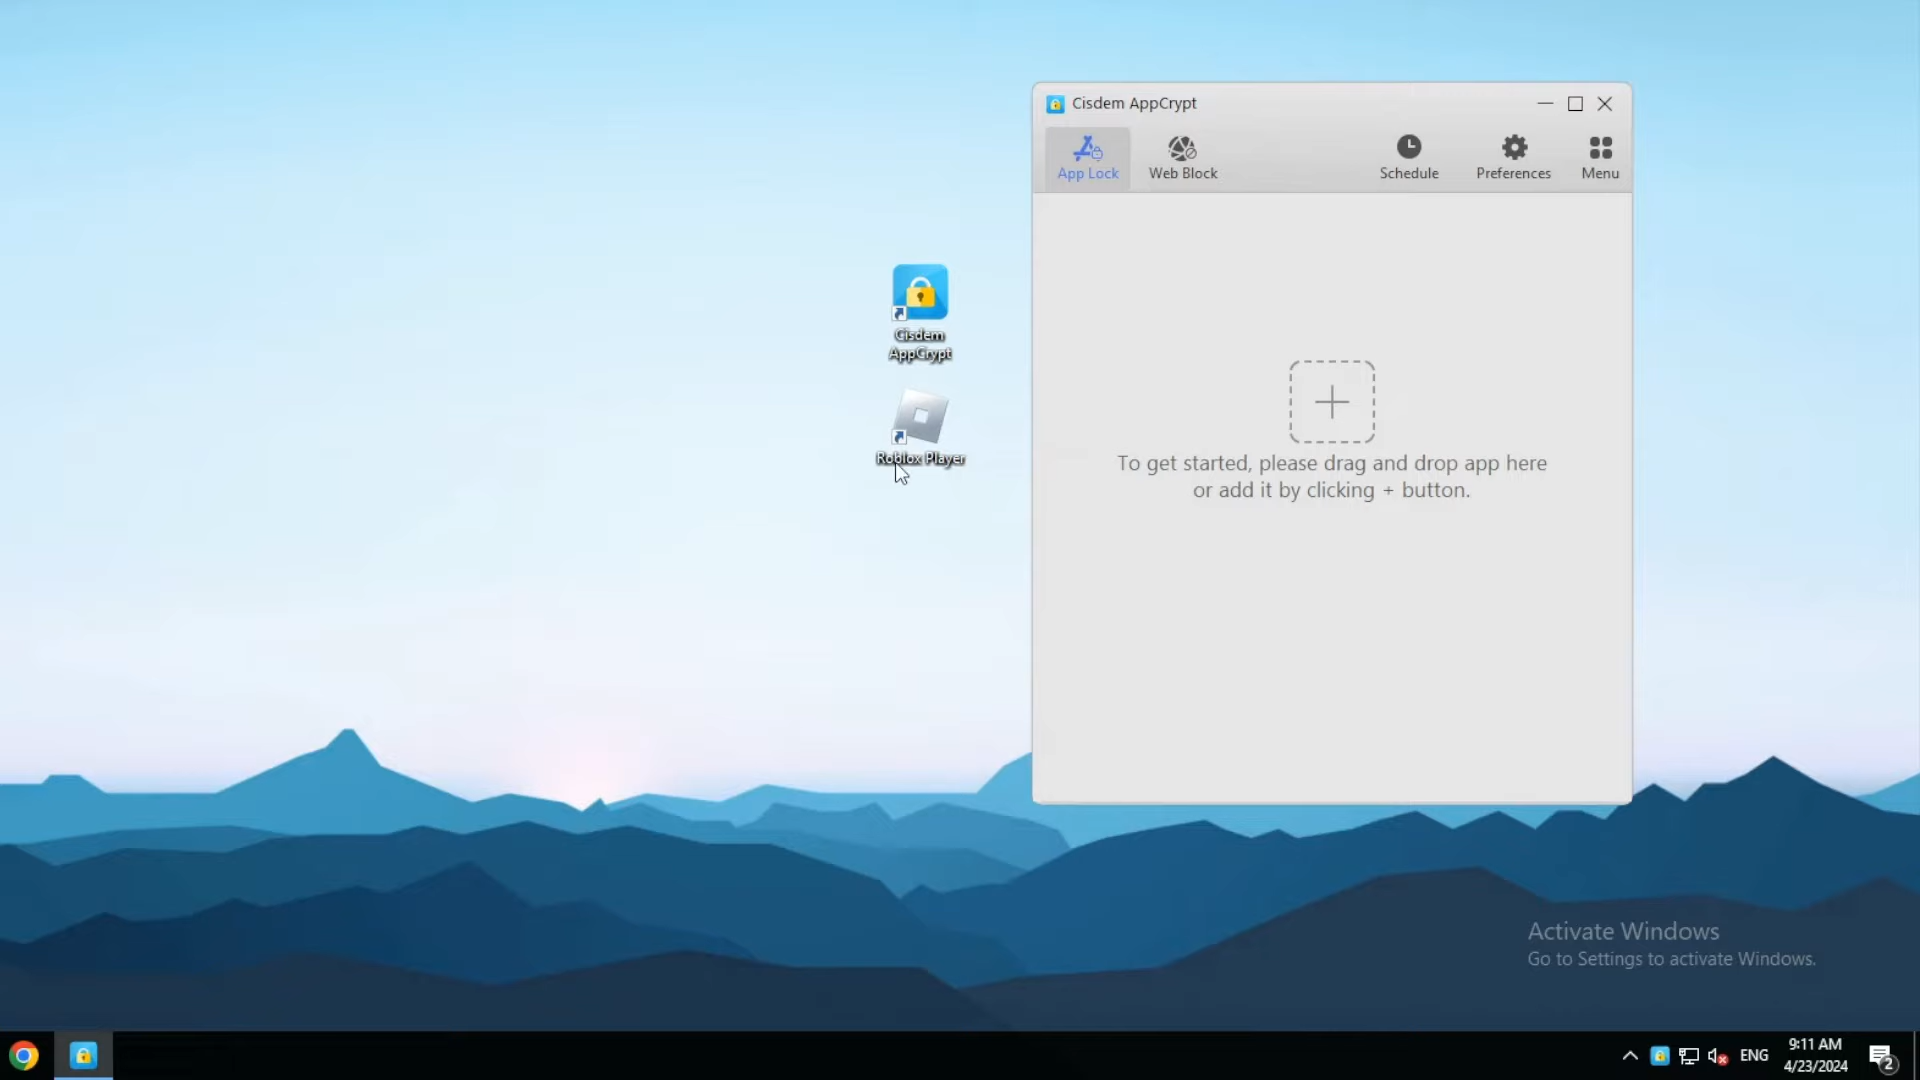 Cisdem AppCrypt
App Lock
Web Block
Schedule
Preferences
Menu
Cisdem
AppCrypt
Roblox Player
To get started, please drag and drop app here
or add it by clicking + button.
Activate Windows
Go to Settings to activate Windows.
ENG
9:11 AM
4/23/2024
2